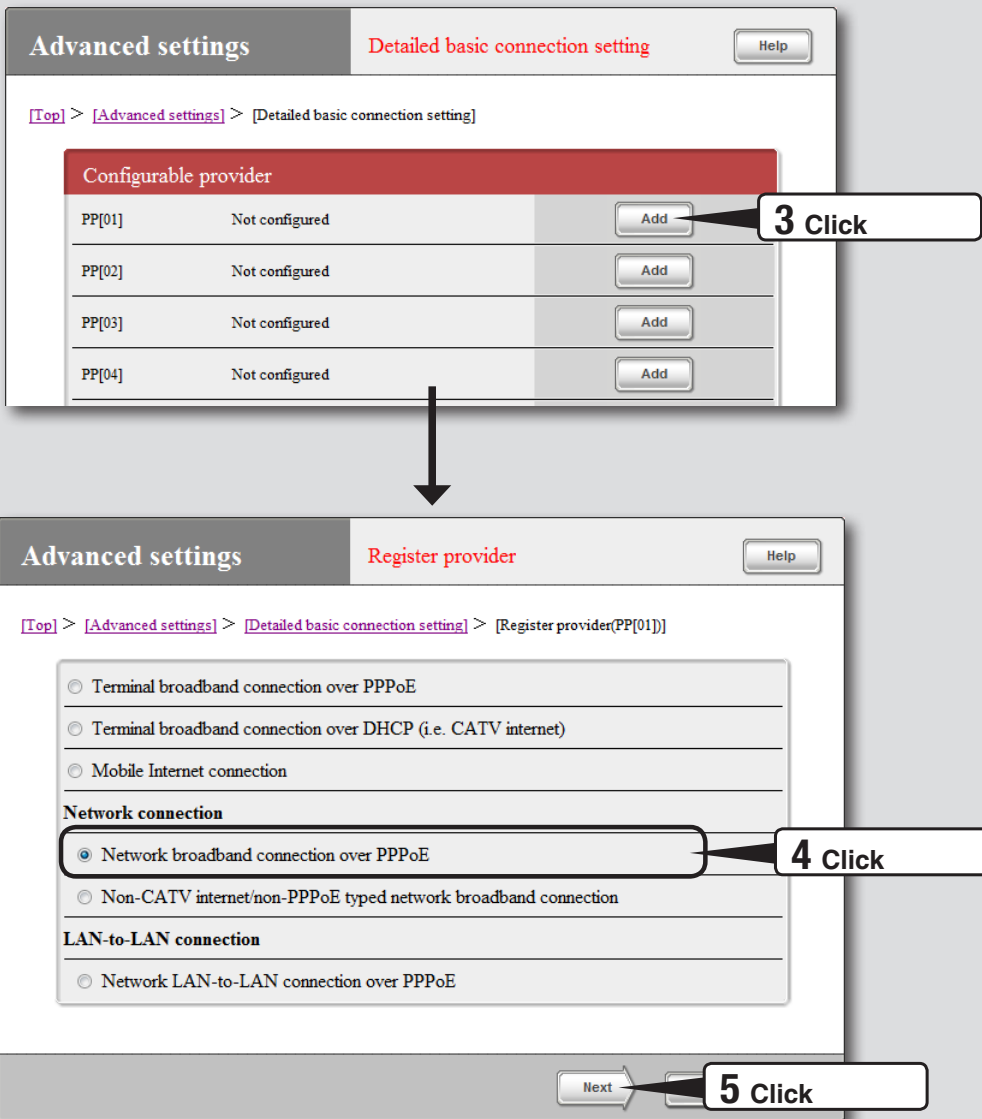 Advanced settings
Detailed basic connection setting
Help
[Top] > [Advanced settings] > [Detailed basic connection setting]
Configurable provider
PP[01] Not configured Add
3 Click
PP[02] Not configured Add
PP[03] Not configured Add
PP[04] Not configured Add
Advanced settings
Register provider
Help
[Top] > [Advanced settings] > [Detailed basic connection setting] > [Register provider(PP[01])]
Terminal broadband connection over PPPoE
Terminal broadband connection over DHCP (i.e. CATV internet)
Mobile Internet connection
Network connection
Network broadband connection over PPPoE
4 Click
Non-CATV internet/non-PPPoE typed network broadband connection
LAN-to-LAN connection
Network LAN-to-LAN connection over PPPoE
Next
5 Click